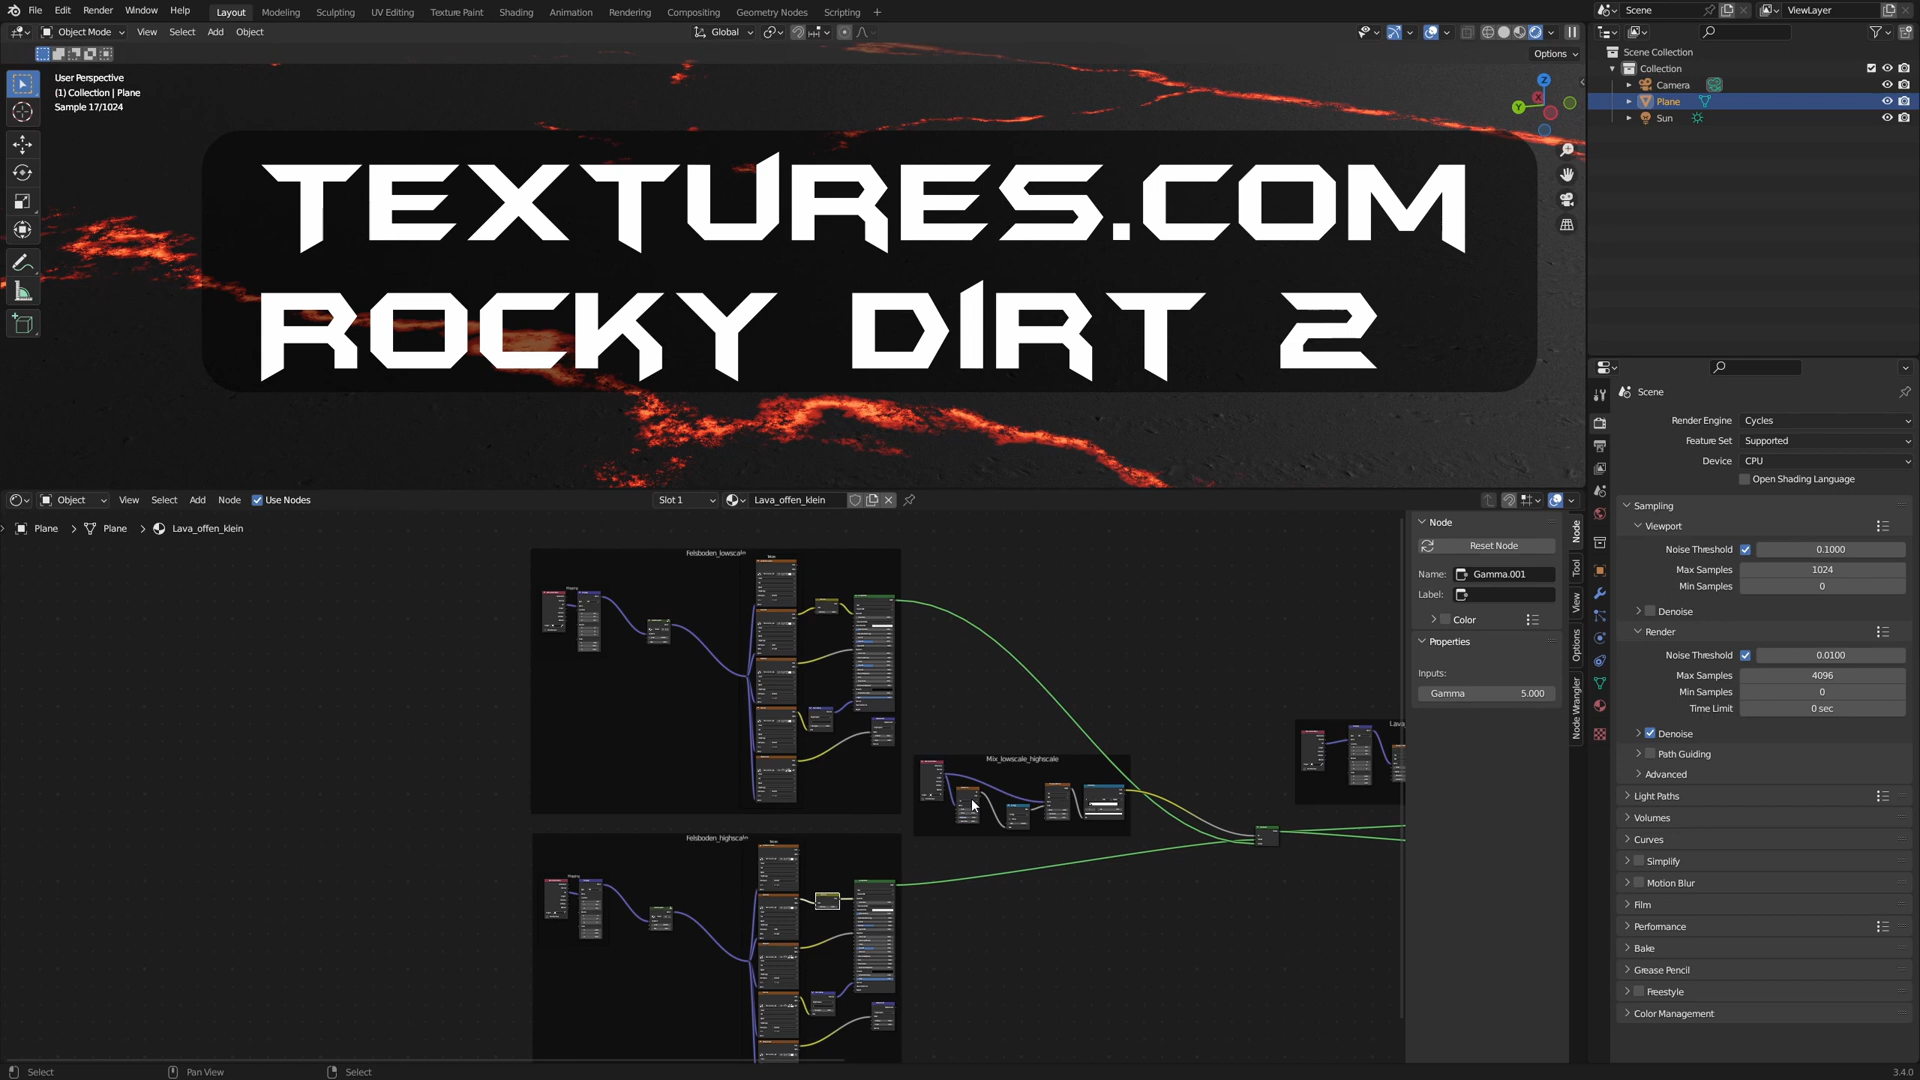 File Edit Render Window Help Layout Modeling Sculpting UV Editing Texture Paint Shading Animation Rendering Compositing Geometry Nodes Scripting + Scene ViewLayer
Object Mode View Select Add Object Global
Options
User Perspective
(1) Collection | Plane
Sample 17/1024
Z
Y
X
TEXTURES.COM
ROCKY DIRT 2
Scene Collection
Collection
Camera
Plane
Sun
Scene
Render Engine Cycles
Feature Set Supported
Device CPU
Open Shading Language
Sampling
Viewport
Noise Threshold 0.1000
Max Samples 1024
Min Samples 0
Denoise
Render
Noise Threshold 0.0100
Max Samples 4096
Min Samples 0
Time Limit 0 sec
Denoise
Path Guiding
Advanced
Light Paths
Volumes
Curves
Simplify
Motion Blur
Film
Performance
Bake
Grease Pencil
Freestyle
Color Management
Object View Select Add Node Use Nodes Slot 1 Lava_offen_klein
Plane > Plane > Lava_offen_klein
Felsboden_lowscale
Mapping
Mix_lowscale_highscale
Felsboden_highscale
Mapping
Node
Reset Node
Name: Gamma.001
Label:
Color
Properties
Inputs:
Gamma 5.000
Node
Tool
View
Options
Node Wrangler
Select Pan View Select 3.4.0